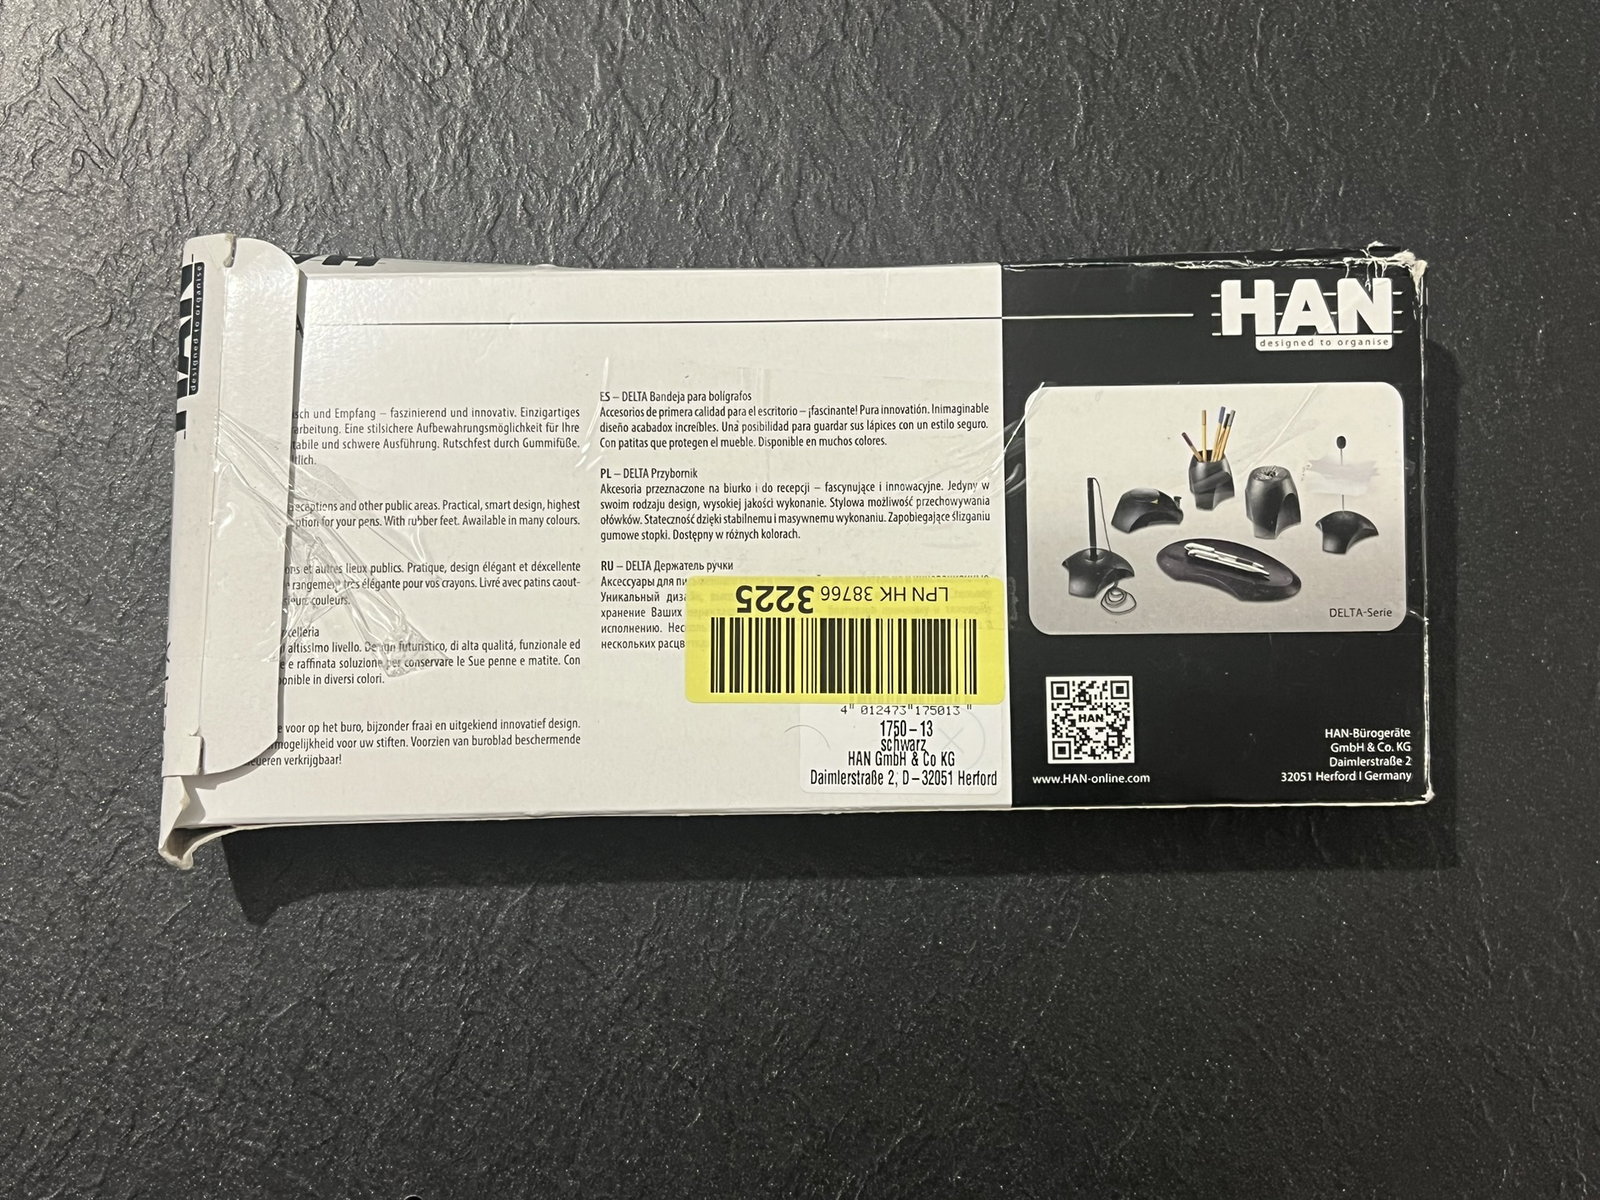 HAN
designed to organise
HAN
designed to organise
isch und Empfang – faszinierend und innovativ. Einzigartiges
arbeitung. Eine stilsichere Aufbewahrungsmöglichkeit für Ihre
tabile und schwere Ausführung. Rutschfest durch Gummifüße.
tlich.
eceptions and other public areas. Practical, smart design, highest
ption for your pens. With rubber feet. Available in many colours.
ons et autres lieux publics. Pratique, design élégant et déxcellente
rangement très élégante pour vos crayons. Livré avec patins caout-
sieurs couleurs.
celleria
altissImo livello. Design futuristico, di alta qualitá, funzionale ed
e raffinata soluzione per conservare le Sue penne e matite. Con
onible in diversi colori.
voor op het buro, bijzonder fraai en uitgekiend innovatief design.
mogelijkheid voor uw stiften. Voorzien van buroblad beschermende
leuren verkrijgbaar!
ES – DELTA Bandeja para bolígrafos
Accesorios de primera calidad para el escritorio – ¡fascinante! Pura innovatión. Inimaginable
diseño acabadox increíbles. Una posibilidad para guardar sus lápices con un estilo seguro.
Con patitas que protegen el mueble. Disponible en muchos colores.
PL – DELTA Przybornik
Akcesoria przeznaczone na biurko i do recepcji – fascynujące i innowacyjne. Jedyny w
swoim rodzaju design, wysokiej jakości wykonanie. Stylowa możliwość przechowywania
ołówków. Stateczność dzięki stabilnemu i masywnemu wykonaniu. Zapobiegające ślizganiu
gumowe stopki. Dostępny w różnych kolorach.
RU – DELTA Держатель ручки
Аксессуары для
Уникальный
хранение Ваших
исполнению.
нескольких
LPN HK 38766 3225
4 012473 175013
1750 – 13
schwarz
HAN GmbH & Co KG
Daimlerstraße 2, D – 32051 Herford
DELTA-Serie
HAN
www.HAN-online.com
HAN-Bürogeräte
GmbH & Co. KG
Daimlerstraße 2
32051 Herford I Germany